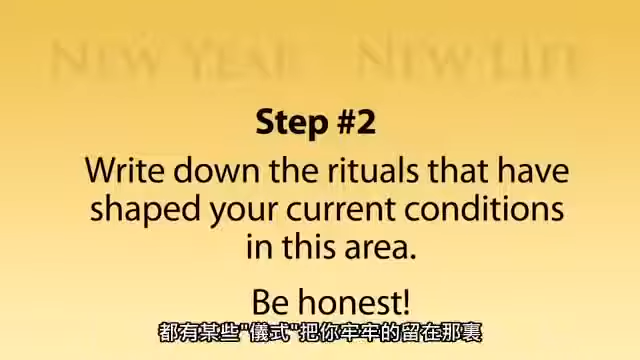 NEW YEAR NEW LIFE
Step #2
Write down the rituals that have
shaped your current conditions
in this area.
Be honest!
都有某些"儀式"把你牢牢的留在那裏